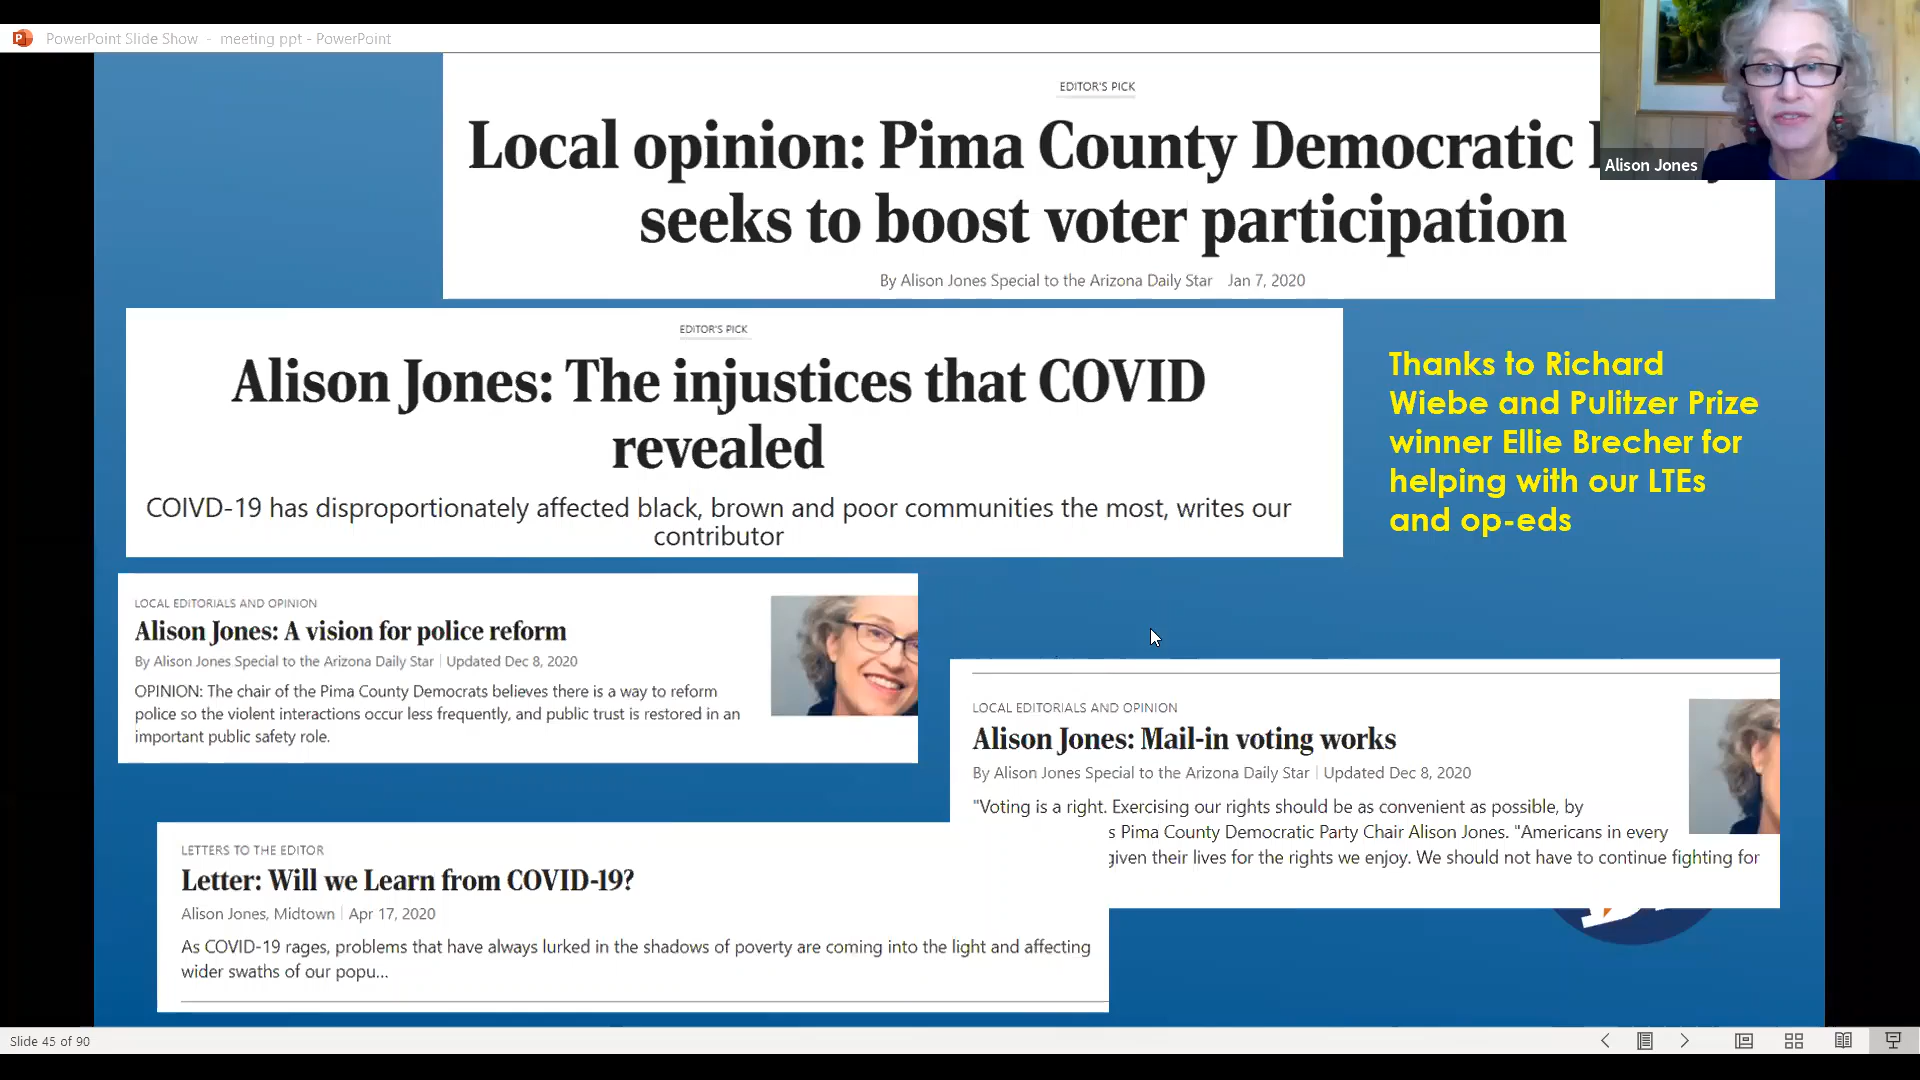 PowerPoint Slide Show - meeting ppt - PowerPoint
EDITOR'S PICK
Local opinion: Pima County Democratic
seeks to boost voter participation
By Alison Jones Special to the Arizona Daily Star Jan 7, 2020
Alison Jones
EDITOR'S PICK
Alison Jones: The injustices that COVID
revealed
COIVD-19 has disproportionately affected black, brown and poor communities the most, writes our
contributor
Thanks to Richard
Wiebe and Pulitzer Prize
winner Ellie Brecher for
helping with our LTEs
and op-eds
LOCAL EDITORIALS AND OPINION
Alison Jones: A vision for police reform
By Alison Jones Special to the Arizona Daily Star | Updated Dec 8, 2020
OPINION: The chair of the Pima County Democrats believes there is a way to reform
police so the violent interactions occur less frequently, and public trust is restored in an
important public safety role.
LOCAL EDITORIALS AND OPINION
Alison Jones: Mail-in voting works
By Alison Jones Special to the Arizona Daily Star | Updated Dec 8, 2020
"Voting is a right. Exercising our rights should be as convenient as possible, by
s Pima County Democratic Party Chair Alison Jones. "Americans in every
given their lives for the rights we enjoy. We should not have to continue fighting for
LETTERS TO THE EDITOR
Letter: Will we Learn from COVID-19?
Alison Jones, Midtown | Apr 17, 2020
As COVID-19 rages, problems that have always lurked in the shadows of poverty are coming into the light and affecting
wider swaths of our popu...
Slide 45 of 90